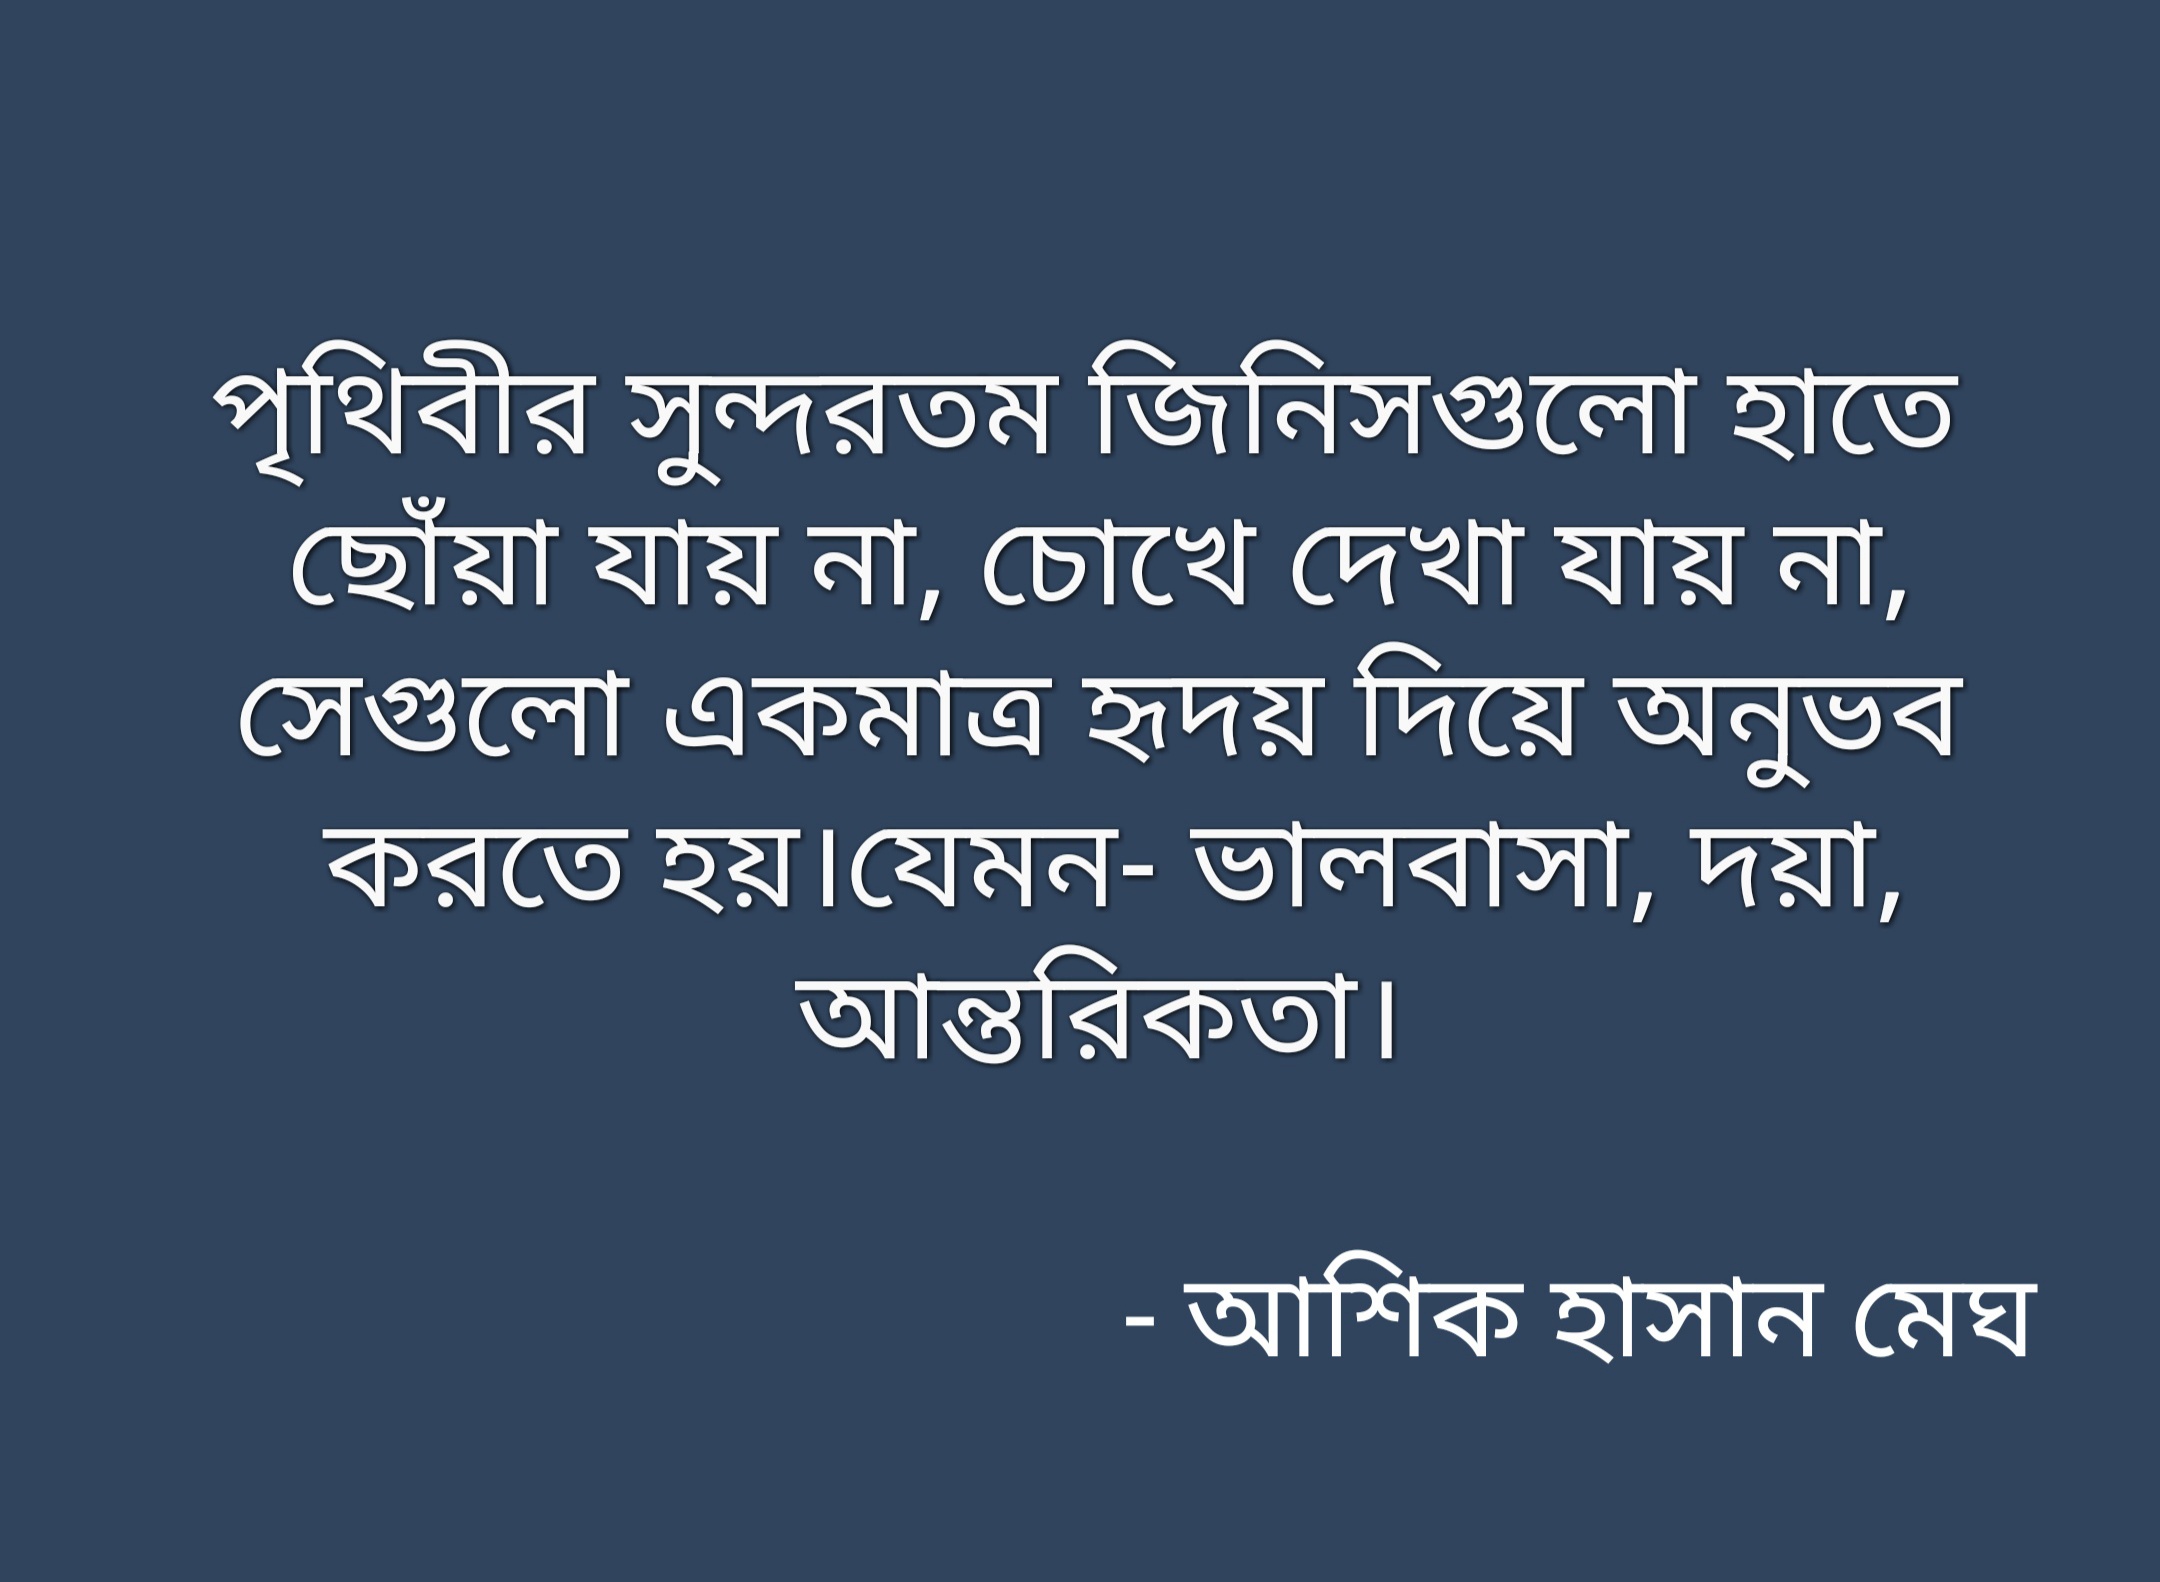 পৃথিবীর সুন্দরতম জিনিসগুলো হাতে
ছোঁয়া যায় না, চোখে দেখা যায় না,
সেগুলো একমাত্র হৃদয় দিয়ে অনুভব
করতে হয়।যেমন- ভালবাসা, দয়া,
আন্তরিকতা।
- আশিক হাসান মেঘ